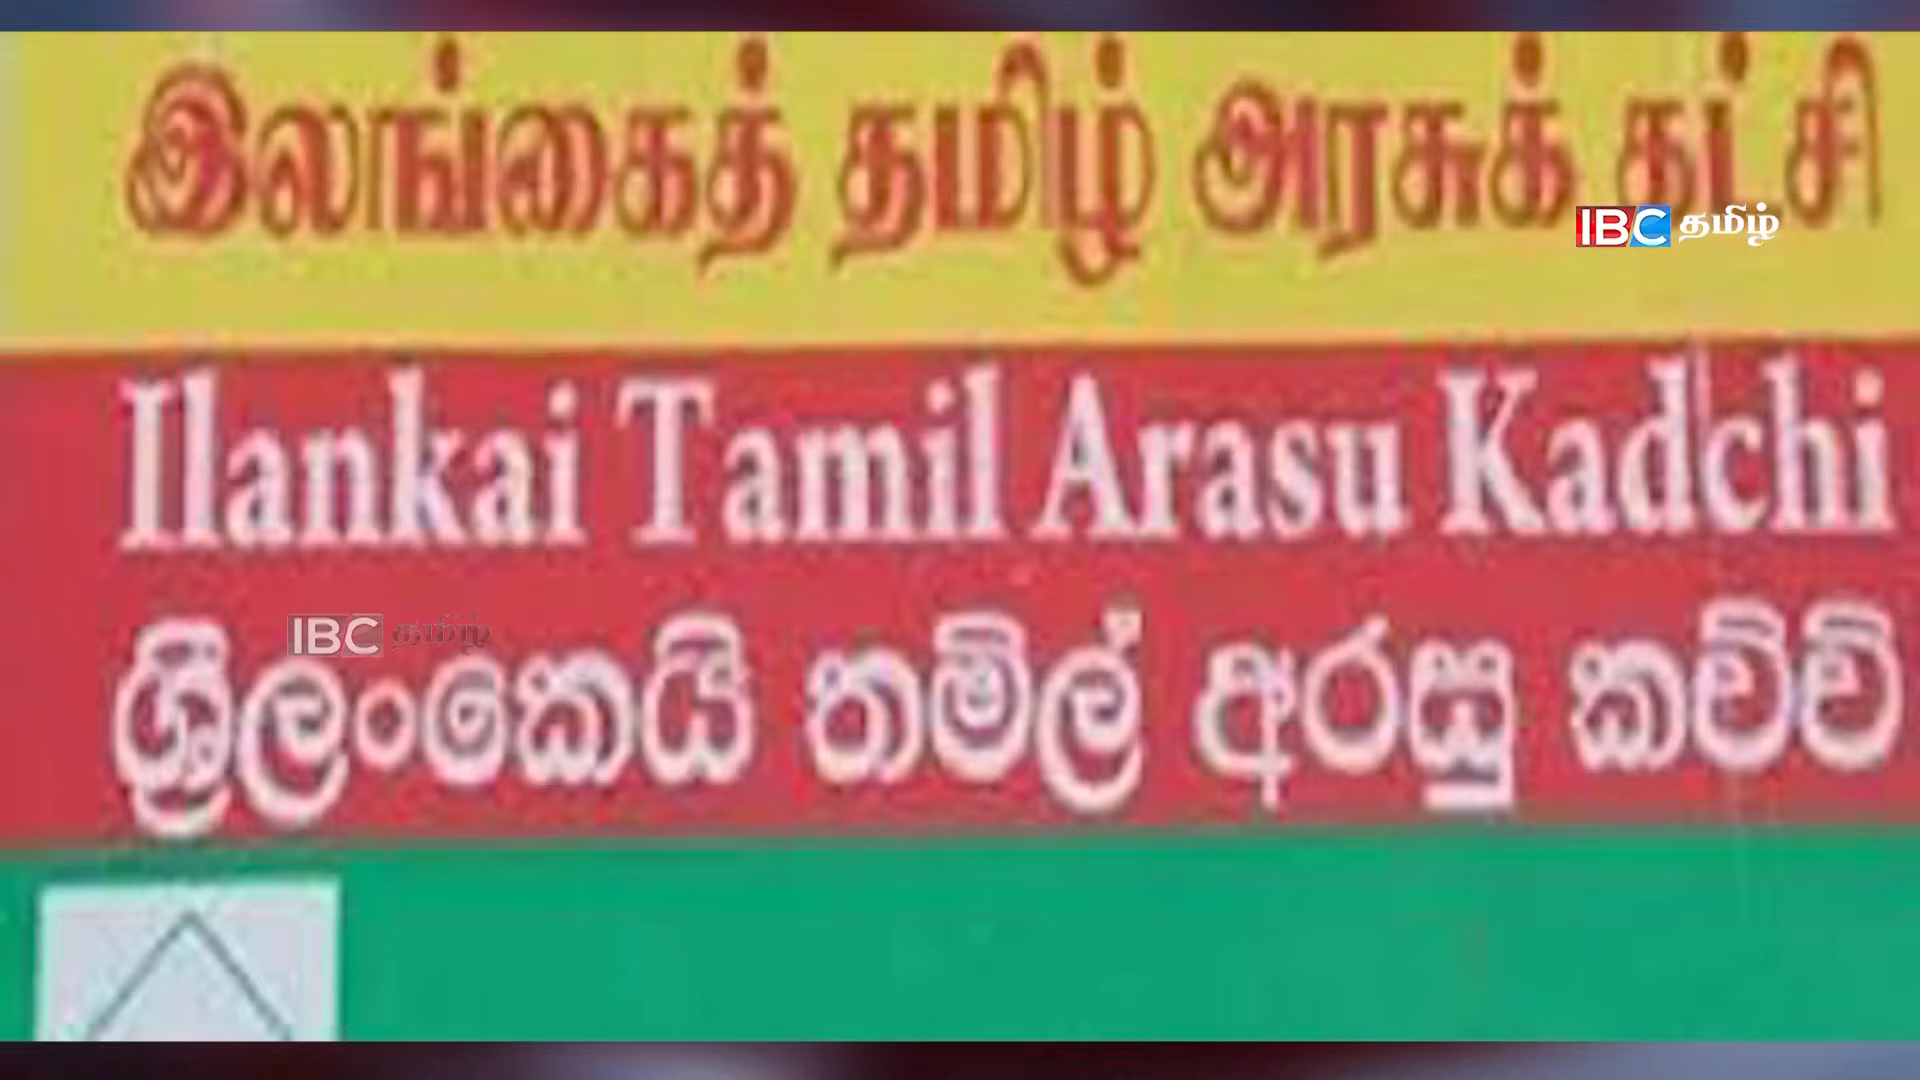 இலங்கைத் தமிழ் அரசுக் கட்சி
IBC தமிழ்
Ilankai Tamil Arasu Kadchi
IBC தமிழ்
ශ්‍රීලංකෙයි තමිල් අරසු කච්චි